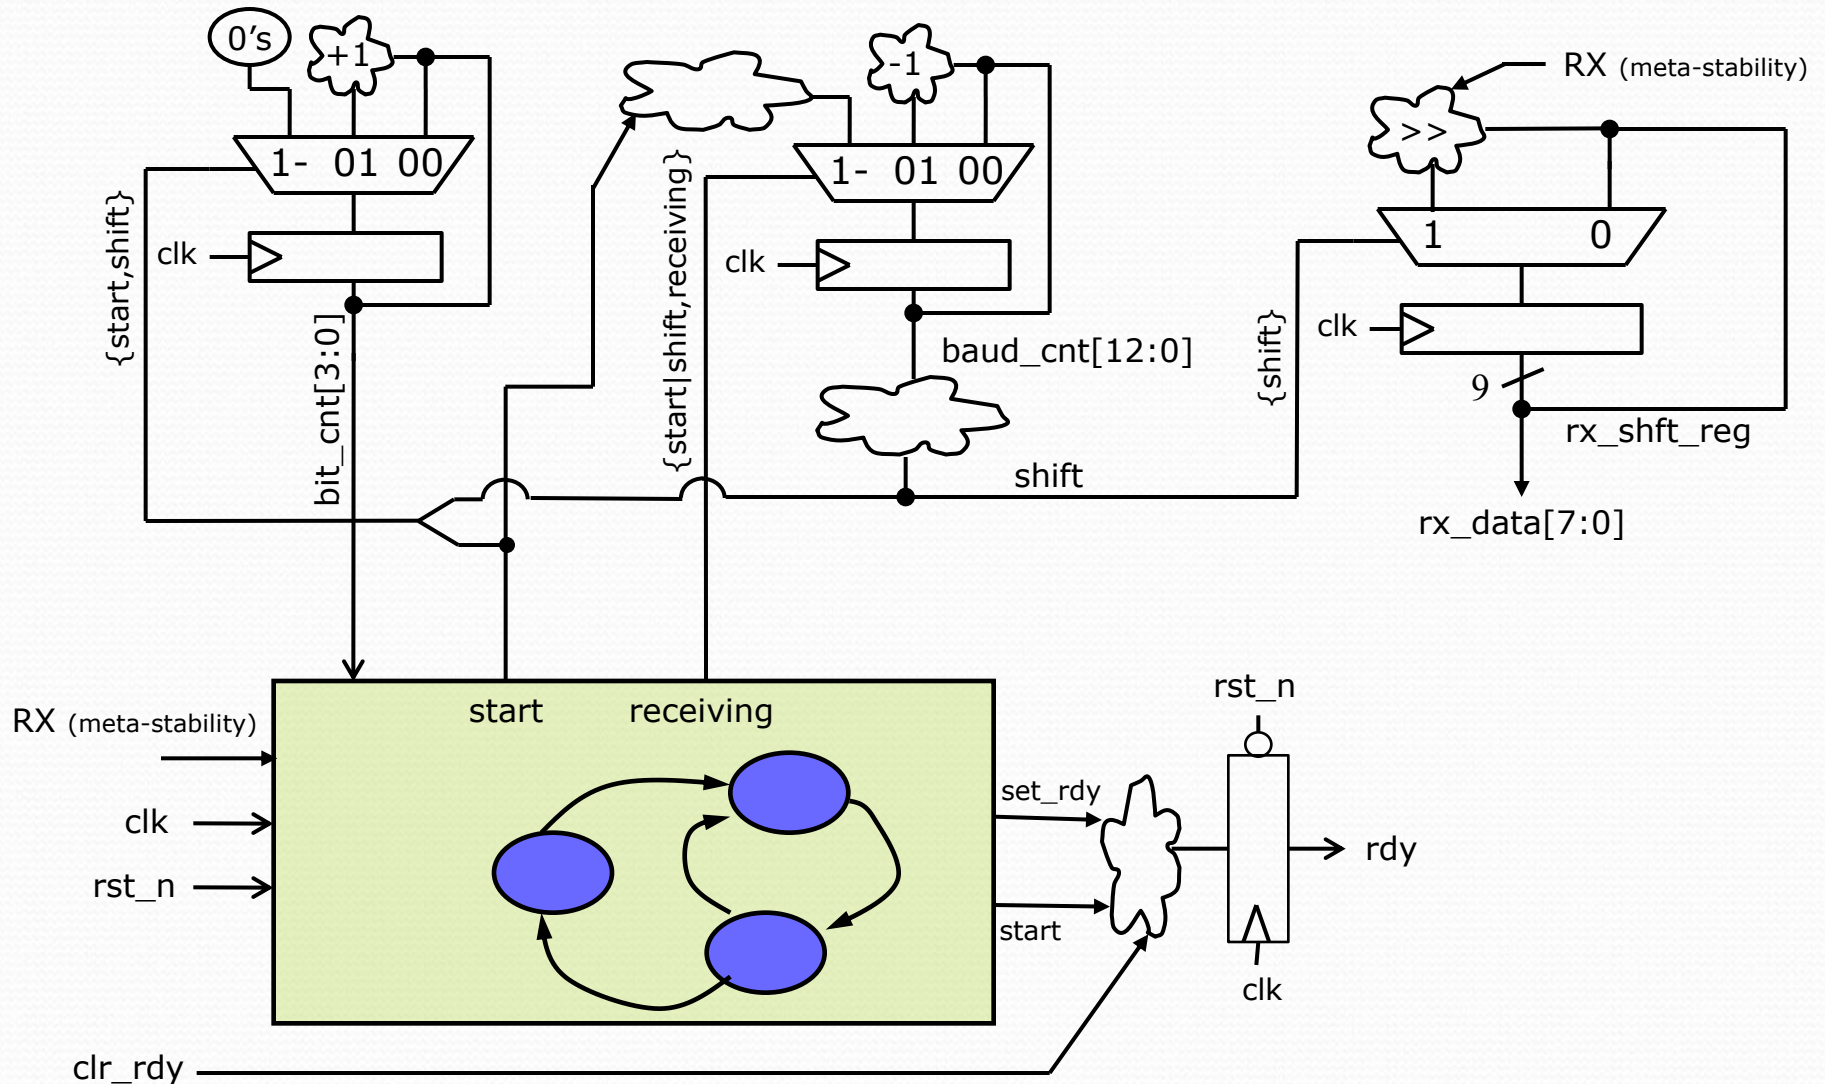 0's
+1
-1
RX (meta-stability)
>>
1- 01 00
1- 01 00
1 0
{start,shift}
clk
{start|shift,receiving}
clk
clk
{shift}
bit_cnt[3:0]
baud_cnt[12:0]
9
rx_shft_reg
shift
rx_data[7:0]
rst_n
start receiving
RX (meta-stability)
set_rdy
clk
rdy
rst_n
start
clk
clr_rdy